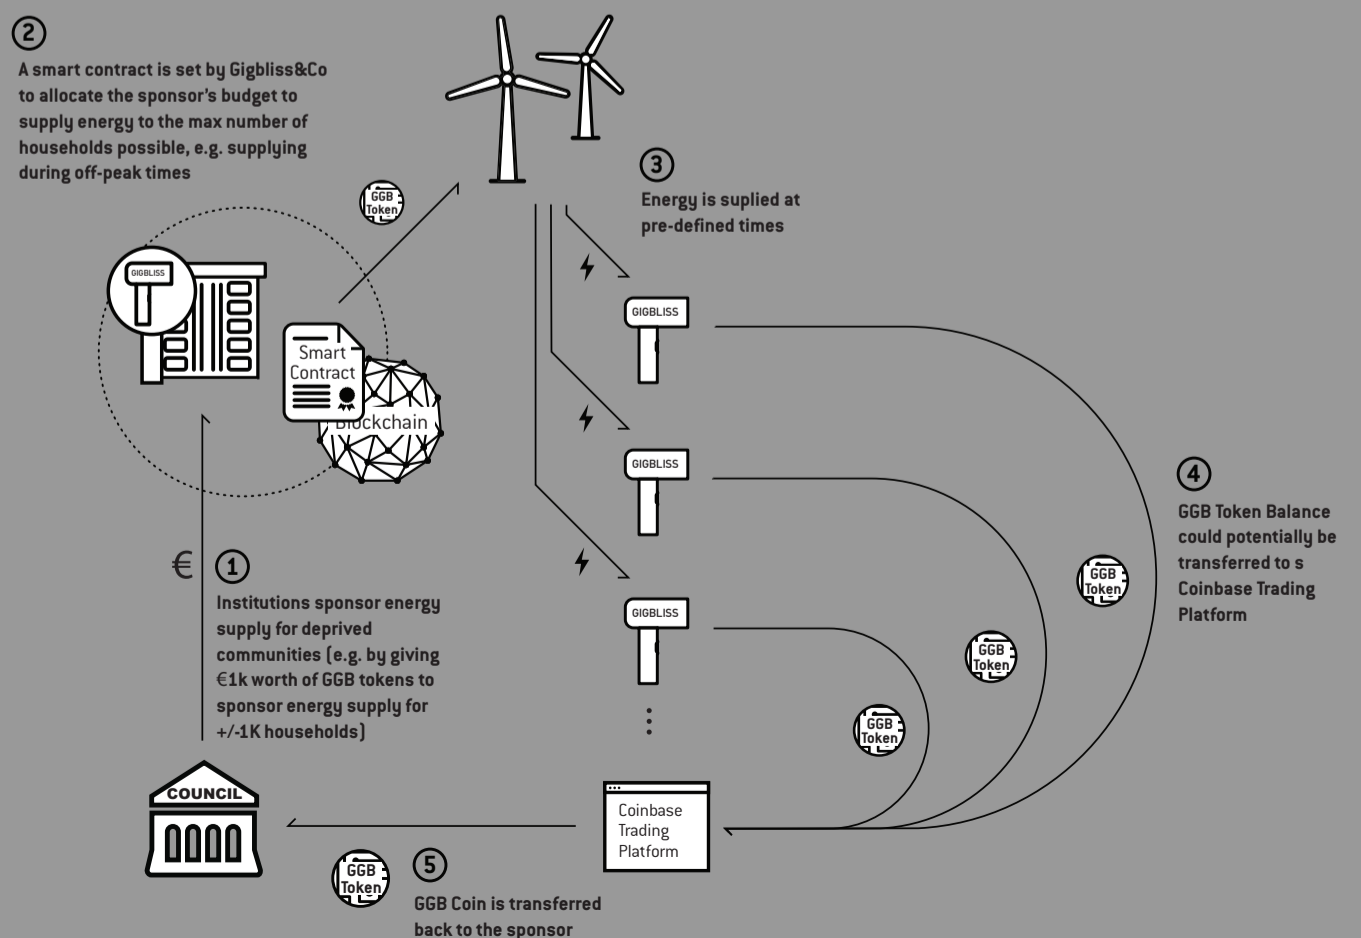 2
A smart contract is set by Gigbliss&Co
to allocate the sponsor's budget to
supply energy to the max number of
households possible, e.g. supplying
during off-peak times
GGB
Token
3
Energy is suplied at
pre-defined times
GIGBLISS
GIGBLISS
Smart
Contract
Blockchain
GIGBLISS
4
GGB Token Balance
could potentially be
transferred to s
Coinbase Trading
Platform
€
1
Institutions sponsor energy
supply for deprived
communities (e.g. by giving
€1k worth of GGB tokens to
sponsor energy supply for
+/-1K households)
GGB
Token
GIGBLISS
GGB
Token
GGB
Token
COUNCIL
Coinbase
Trading
Platform
GGB
Token
5
GGB Coin is transferred
back to the sponsor